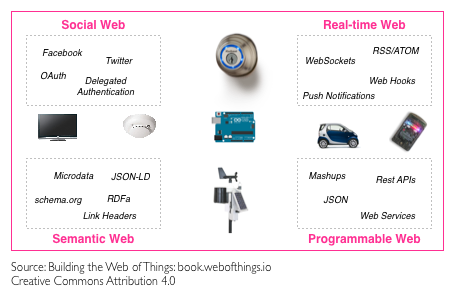 Social Web
Facebook
Twitter
OAuth
Delegated
Authentication
Real-time Web
RSS/ATOM
WebSockets
Web Hooks
Push Notifications
Microdata
JSON-LD
schema.org
RDFa
Link Headers
Semantic Web
Mashups
Rest APIs
JSON
Web Services
Programmable Web
Source: Building the Web of Things: book.webofthings.io
Creative Commons Attribution 4.0